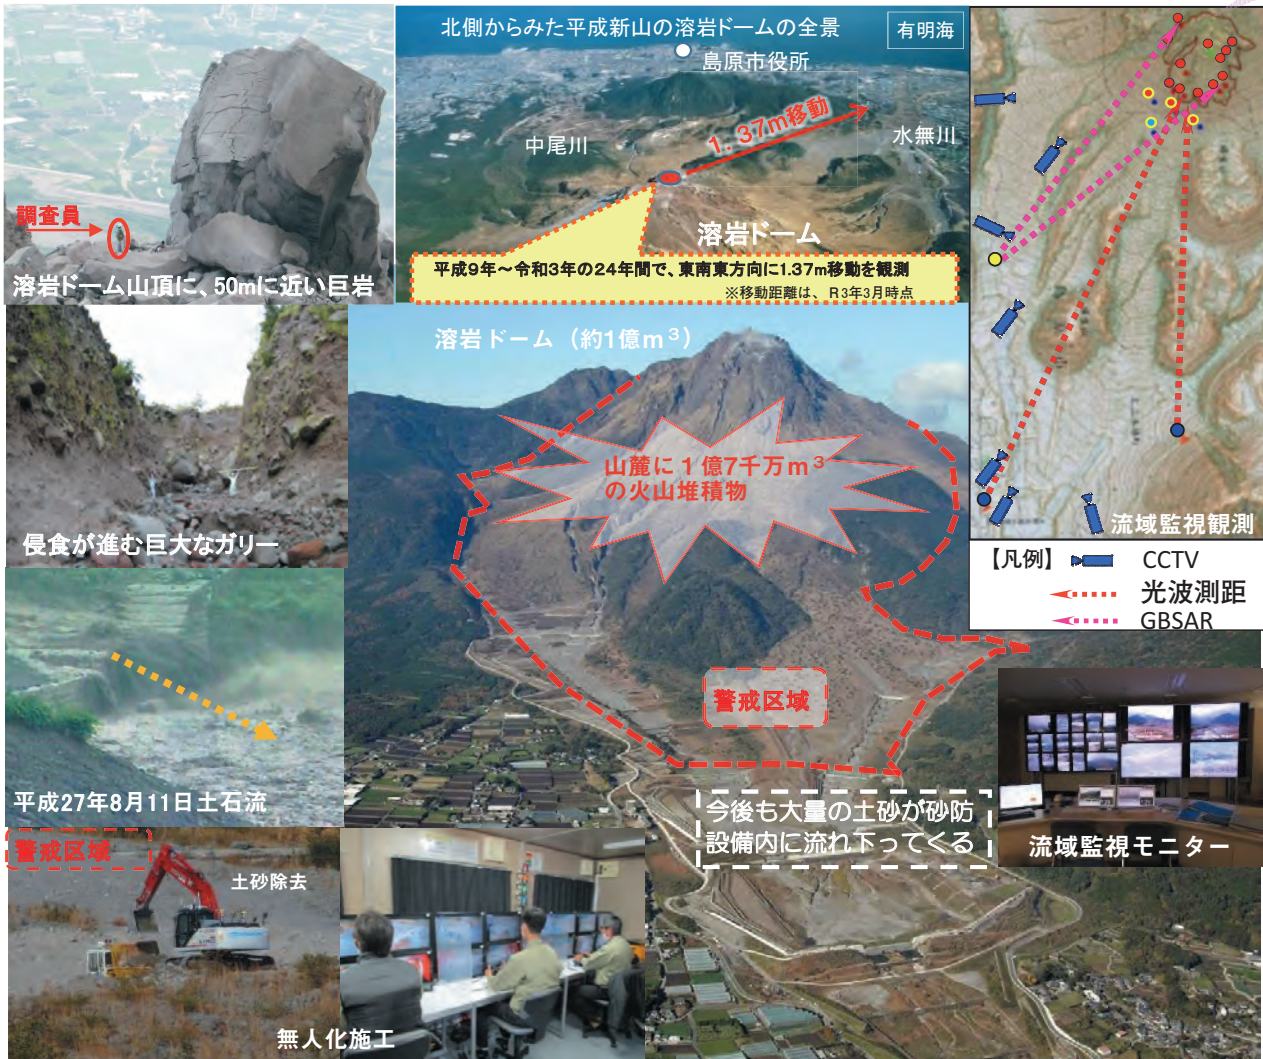 調査員
溶岩ドーム山頂に、50mに近い巨岩
北側からみた平成新山の溶岩ドームの全景
有明海
島原市役所
中尾川
1.37m移動
水無川
溶岩ドーム
平成9年～令和3年の24年間で、東南東方向に1.37m移動を観測
※移動距離は、R3年3月時点
流域監視観測
【凡例】
CCTV
光波測距
GBSAR
侵食が進む巨大なガリー
溶岩ドーム（約1億m³）
山麓に１億7千万m³
の火山堆積物
警戒区域
平成27年8月11日土石流
今後も大量の土砂が砂防
設備内に流れ下ってくる
流域監視モニター
警戒区域
土砂除去
無人化施工